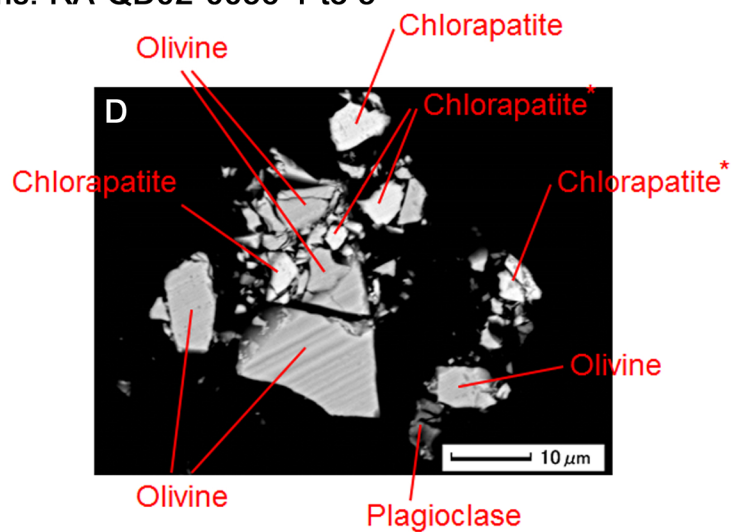 Chlorapatite
Olivine
D
Chlorapatite*
Chlorapatite
Chlorapatite*
Olivine
10 μm
Olivine
Plagioclase